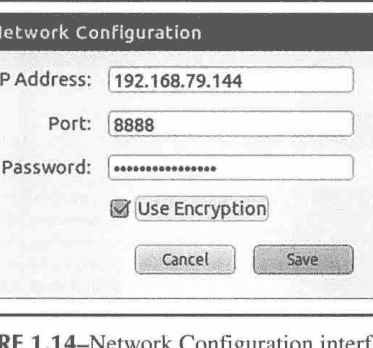 Network Configuration
P Address: 192.168.79.144
Port: 8888
Password: ••••••••••••••••
Use Encryption
Cancel Save
RE 1.14–Network Configuration interf